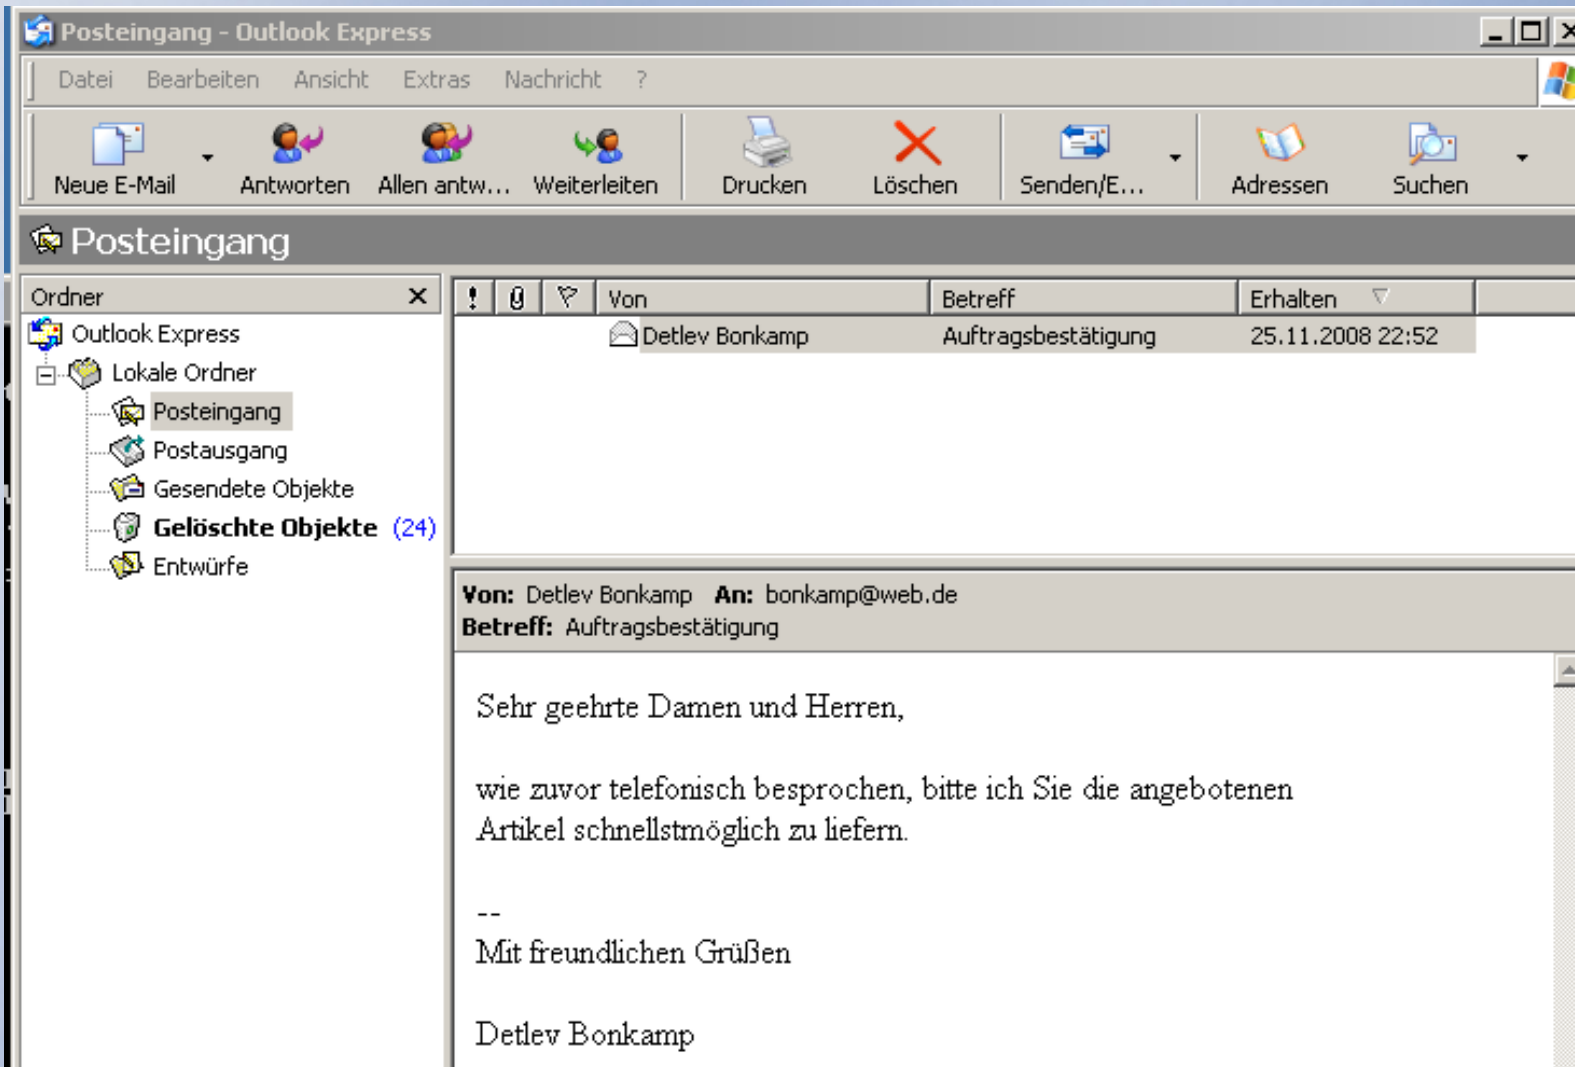 Posteingang - Outlook Express
Datei Bearbeiten Ansicht Extras Nachricht ?
Neue E-Mail Antworten Allen antw... Weiterleiten Drucken Löschen Senden/E... Adressen Suchen
Posteingang
Ordner
Outlook Express
Lokale Ordner
Posteingang
Postausgang
Gesendete Objekte
Gelöschte Objekte (24)
Entwürfe
! Von Betreff Erhalten
Detlev Bonkamp Auftragsbestätigung 25.11.2008 22:52
Von: Detlev Bonkamp An: bonkamp@web.de
Betreff: Auftragsbestätigung
Sehr geehrte Damen und Herren,
wie zuvor telefonisch besprochen, bitte ich Sie die angebotenen
Artikel schnellstmöglich zu liefern.
--
Mit freundlichen Grüßen
Detlev Bonkamp